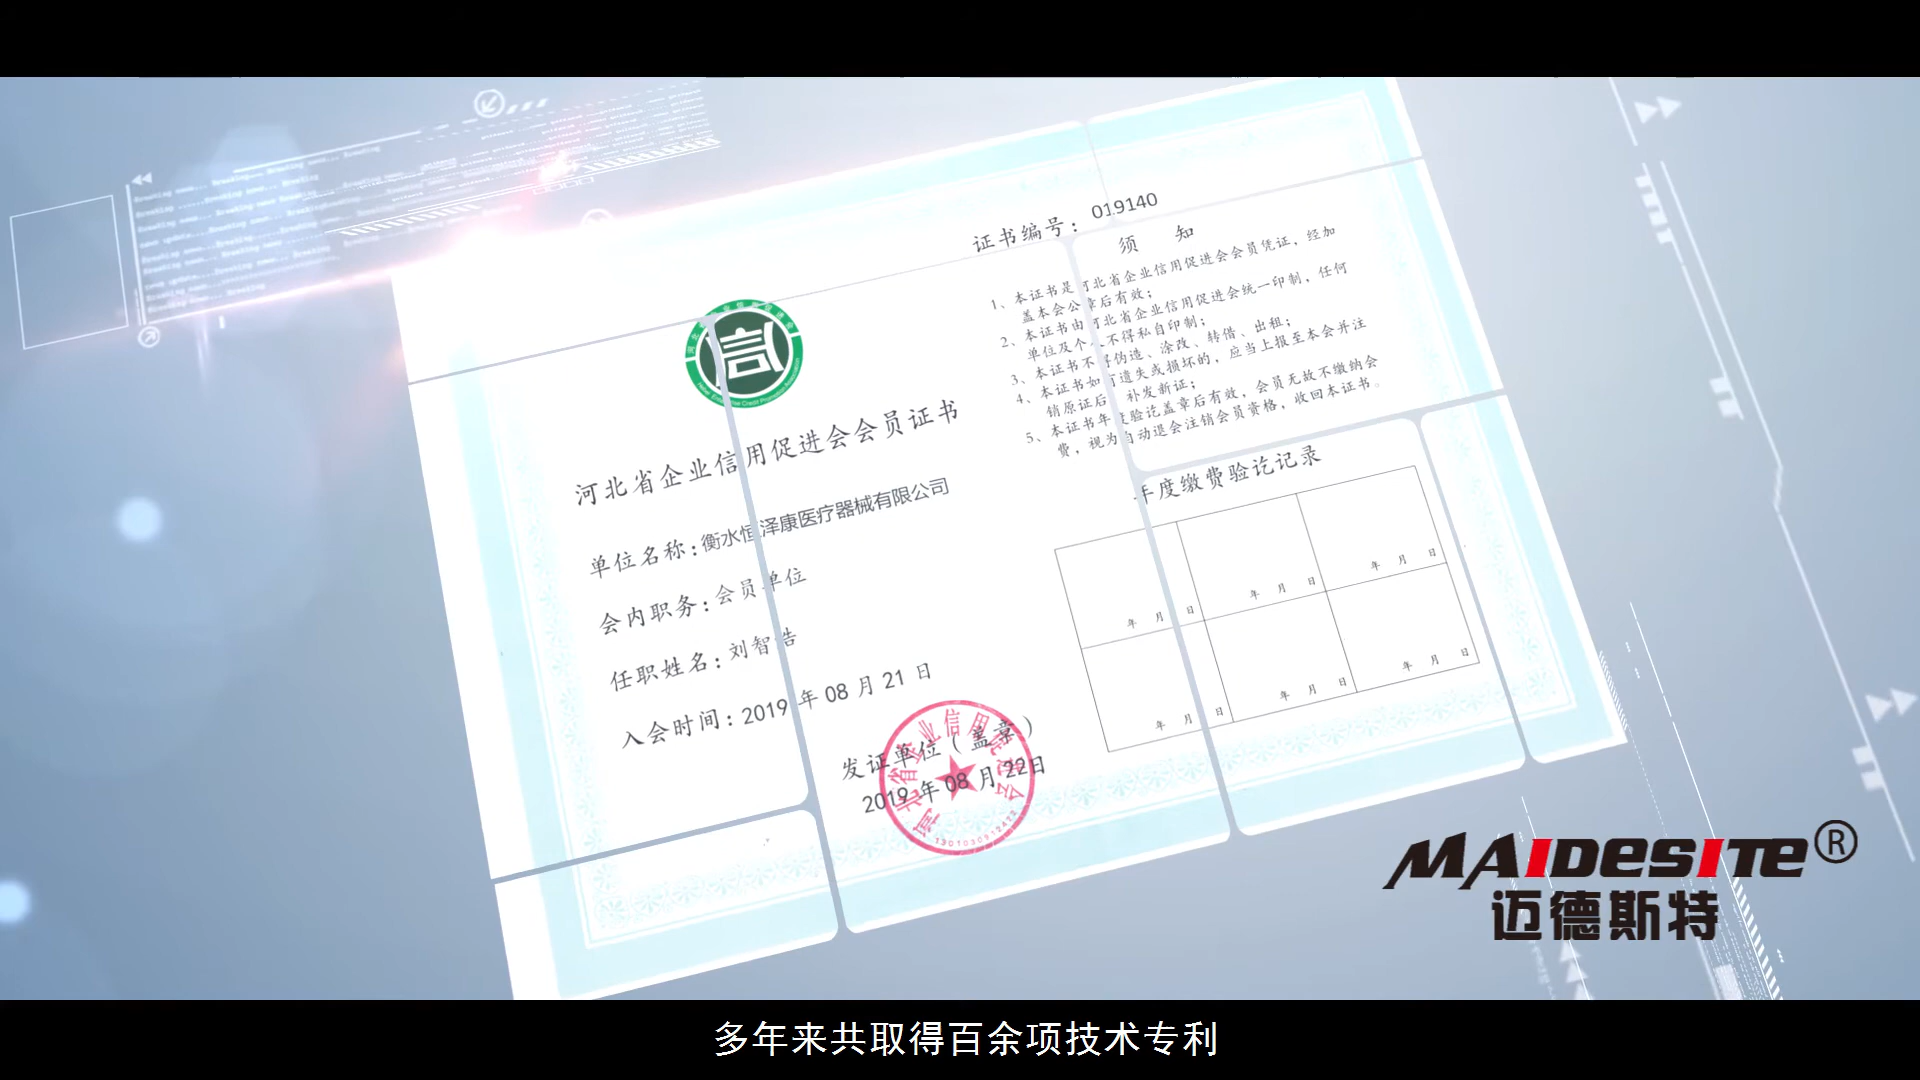 证书编号：019140
河北省企业信用促进会会员证书
单位名称:衡水恒泽康医疗器械有限公司
会内职务:会员单位
任职姓名:刘智浩
入会时间:2019年08月21日
发证单位（盖章）
2019年08月22日
河北省企业信用促进会
须 知
1、本证书是河北省企业信用促进会会员凭证，经加
盖本会公章后有效；
2、本证书由河北省企业信用促进会统一印制，任何
单位及个人不得私自印制；
3、本证书不得伪造、涂改、转借、出租；
4、本证书如有遗失或损坏的，应当上报至本会并注
销原证后，补发新证；
5、本证书年度验讫盖章后有效，会员无故不缴纳会
费，视为自动退会注销会员资格，收回本证书。
年度缴费验讫记录
年 月 日
年 月 日
年 月 日
年 月 日
年 月 日
年 月 日
MAIDESITE®
迈德斯特
多年来共取得百余项技术专利